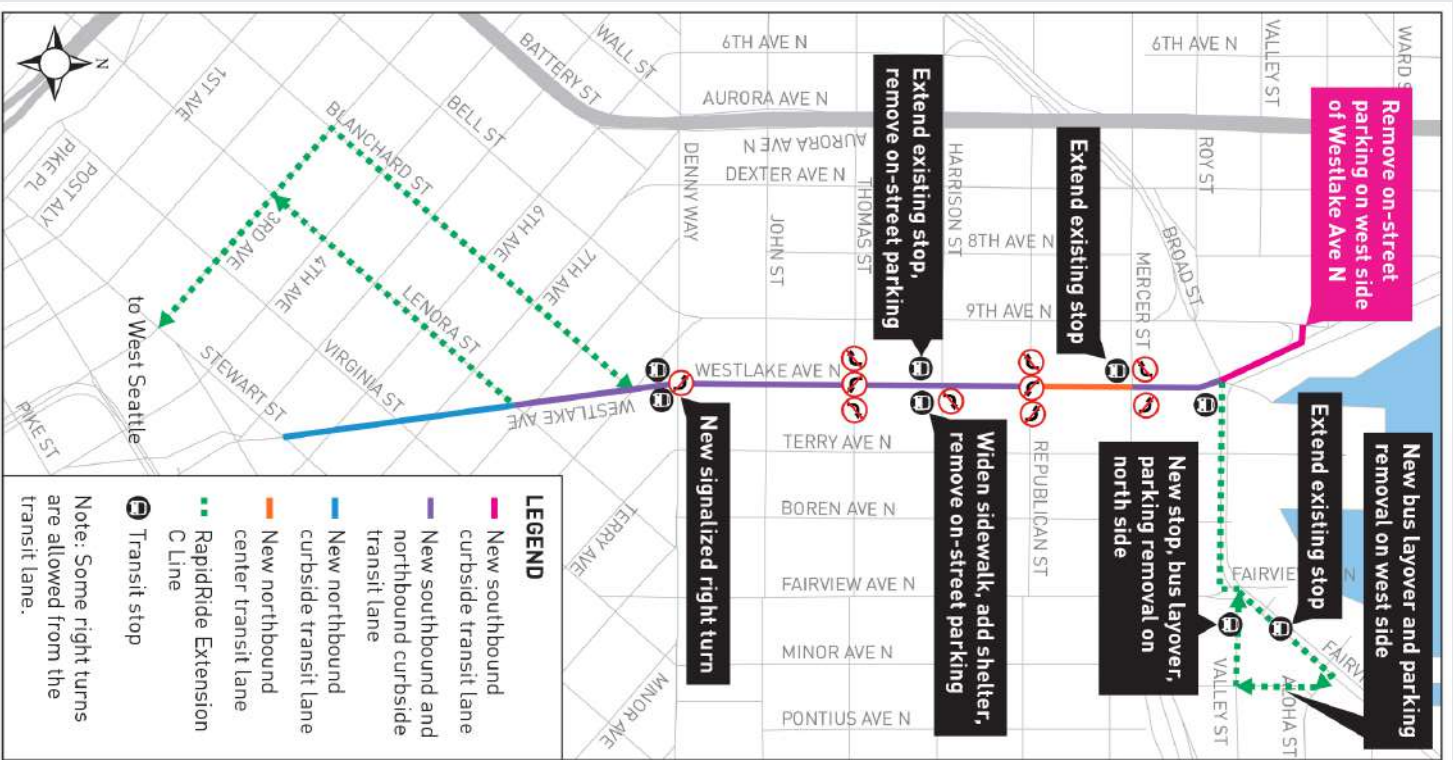 WARD S
VALLEY ST
6TH AVE N
ROY ST
BROAD ST
Remove on-street
parking on west side
of Westlake Ave N
New bus layover and parking
removal on west side
Extend existing stop
FAIRVIE
N
FAIRV
ALOHA ST
VALLEY ST
New stop, bus layover,
parking removal on
north side
Extend existing stop
MERCER ST
REPUBLICAN ST
6TH AVE N
AURORA AVE N
AURORA AVE N
DEXTER AVE N
8TH AVE N
9TH AVE N
HARRISON ST
Extend existing stop,
remove on-street parking
Widen sidewalk, add shelter,
remove on-street parking
THOMAS ST
JOHN ST
WESTLAKE AVE N
TERRY AVE N
BOREN AVE N
FAIRVIEW AVE N
MINOR AVE N
PONTIUS AVE N
DENNY WAY
New signalized right turn
WALL ST
BATTERY ST
BELL ST
BLANCHARD ST
6TH AVE
7TH AVE
WESTLAKE AVE
TERRY AVE
MINOR AVE
1ST AVE
3RD AVE
4TH AVE
LENORA ST
VIRGINIA ST
STEWART ST
POST ALY
PIKE PL
PIKE ST
to West Seattle
N
LEGEND
New southbound
curbside transit lane
New southbound and
northbound curbside
transit lane
New northbound
curbside transit lane
New northbound
center transit lane
RapidRide Extension
C Line
Transit stop
Note: Some right turns
are allowed from the
transit lane.